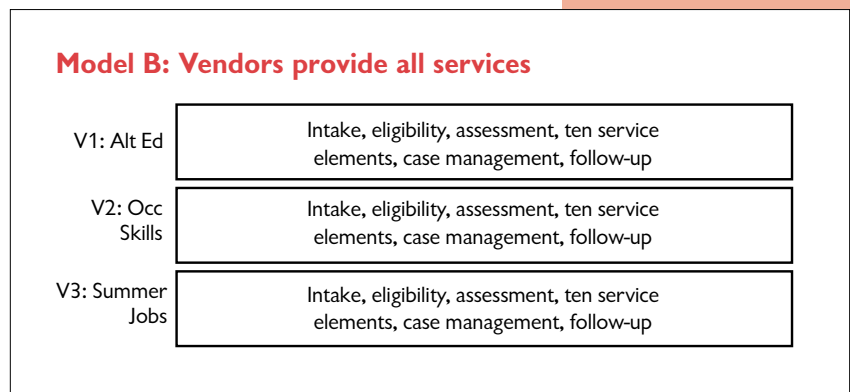 Model B: Vendors provide all services
V1: Alt Ed
Intake, eligibility, assessment, ten service
elements, case management, follow-up
V2: Occ
Skills
Intake, eligibility, assessment, ten service
elements, case management, follow-up
V3: Summer
Jobs
Intake, eligibility, assessment, ten service
elements, case management, follow-up